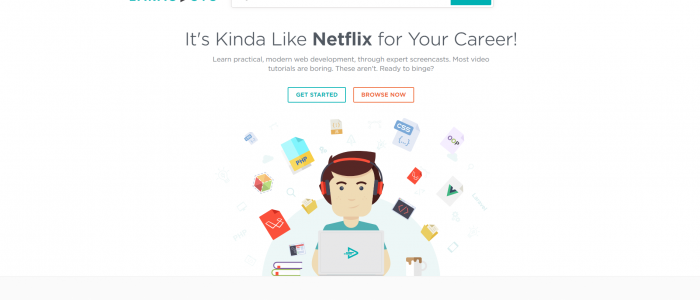 It's Kinda Like Netflix for Your Career!
Learn practical, modern web development, through expert screencasts. Most video
tutorials are boring. These aren't. Ready to binge?
GET STARTED
BROWSE NOW
CSS
{...}
OOP
PHP